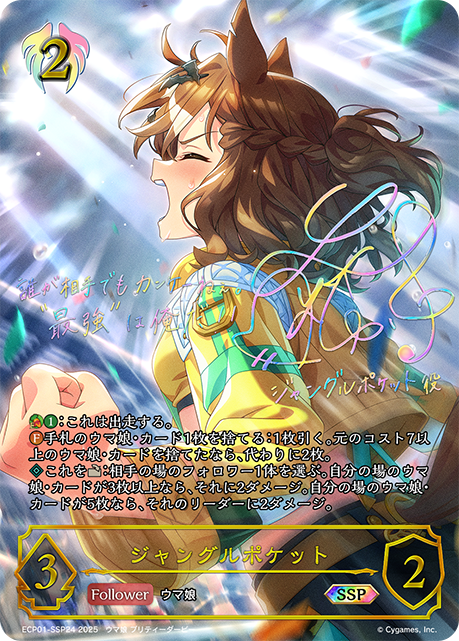 2
誰が相手でもカンケーねぇ
"最強"は俺だ
ジャングルポケット役
1:これは出走する。
F 手札のウマ娘・カード1枚を捨てる:1枚引く。元のコスト7以
上のウマ娘・カードを捨てたなら、代わりに2枚。
これを:相手の場のフォロワー1体を選ぶ。自分の場のウマ
娘・カードが3枚以上なら、それに2ダメージ。自分の場のウマ娘・
カードが5枚なら、それのリーダーに2ダメージ。
ジャングルポケット
3
Follower ウマ娘
SSP
2
ECP01-SSP24 2025 ウマ娘 プリティーダービー
© Cygames, Inc.